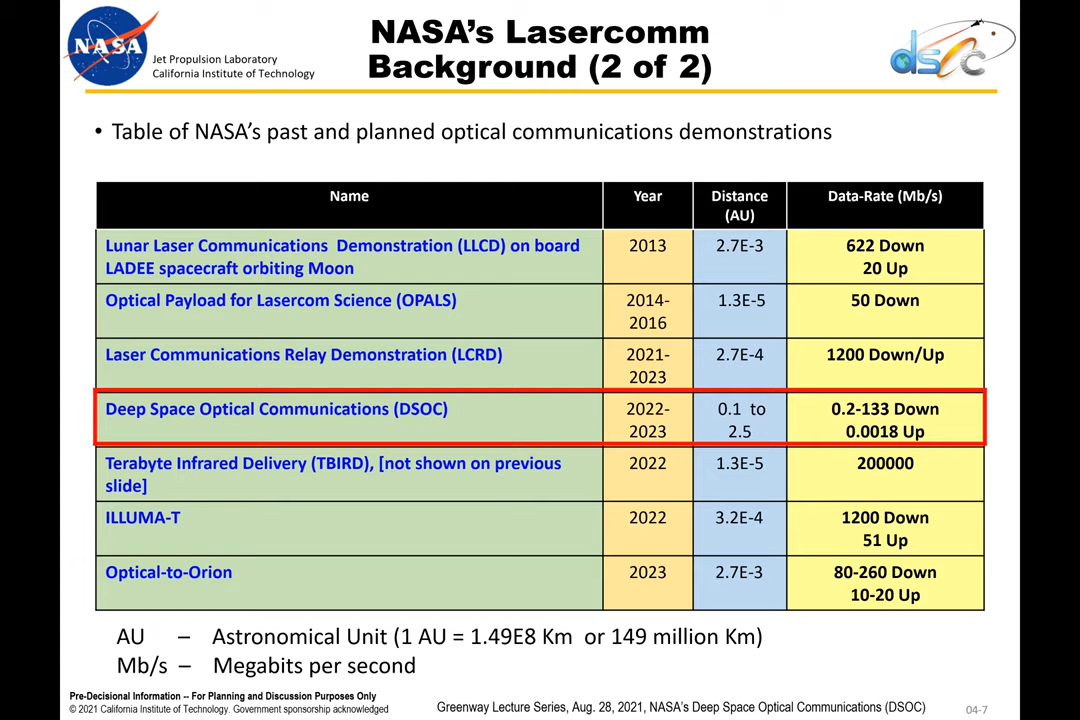 NASA's Lasercomm
Background (2 of 2)
NASA
Jet Propulsion Laboratory
California Institute of Technology
dsoc
• Table of NASA's past and planned optical communications demonstrations
Name Year Distance (AU) Data-Rate (Mb/s)
Lunar Laser Communications Demonstration (LLCD) on board 2013 2.7E-3 622 Down
LADEE spacecraft orbiting Moon 20 Up
Optical Payload for Lasercom Science (OPALS) 2014- 1.3E-5 50 Down
2016
Laser Communications Relay Demonstration (LCRD) 2021- 2.7E-4 1200 Down/Up
2023
Deep Space Optical Communications (DSOC) 2022- 0.1 to 0.2-133 Down
2023 2.5 0.0018 Up
Terabyte Infrared Delivery (TBIRD), [not shown on previous 2022 1.3E-5 200000
slide]
ILLUMA-T 2022 3.2E-4 1200 Down
51 Up
Optical-to-Orion 2023 2.7E-3 80-260 Down
10-20 Up
AU – Astronomical Unit (1 AU = 1.49E8 Km or 149 million Km)
Mb/s – Megabits per second
Pre-Decisional Information -- For Planning and Discussion Purposes Only
© 2021 California Institute of Technology. Government sponsorship acknowledged
Greenway Lecture Series, Aug. 28, 2021, NASA's Deep Space Optical Communications (DSOC)
04-7